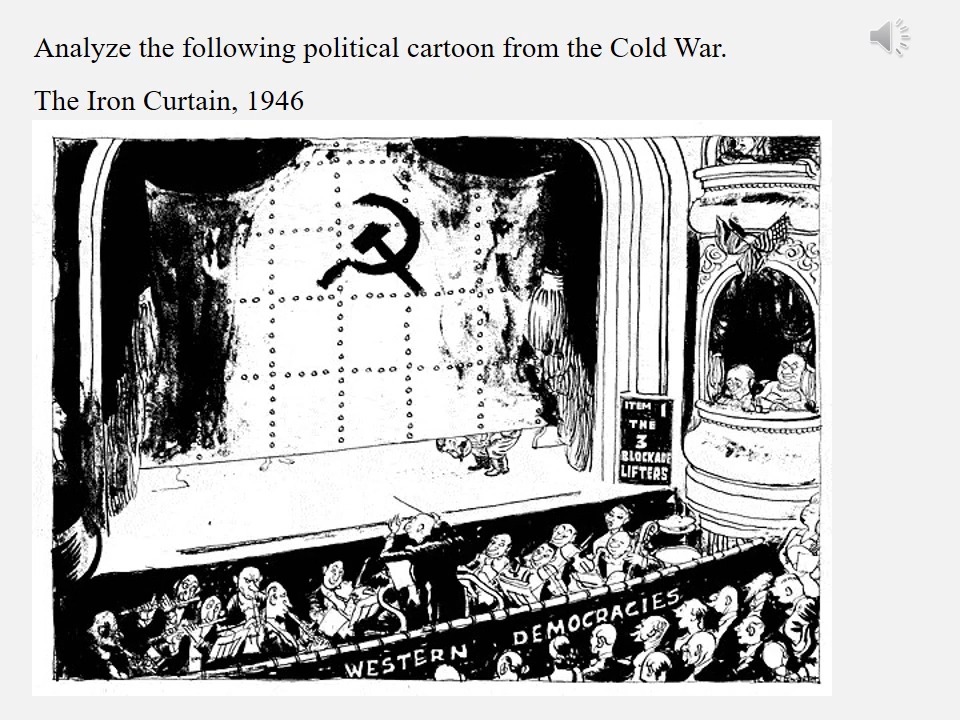 Analyze the following political cartoon from the Cold War.
The Iron Curtain, 1946
ITEM 1
THE
3
BLOCKADE
LIFTERS
WESTERN DEMOCRACIES